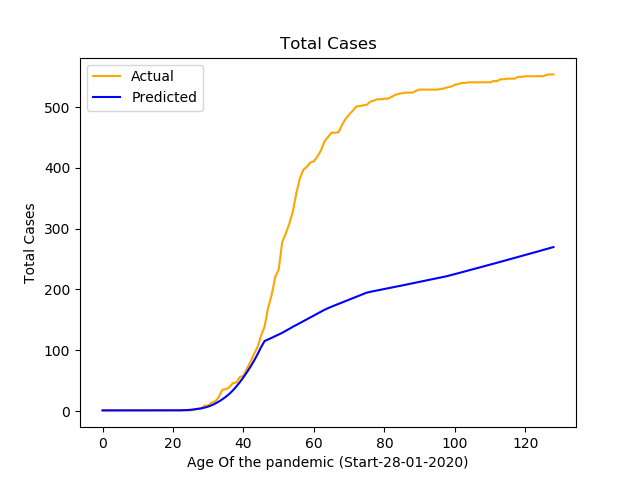 Total Cases
Actual
Predicted
Total Cases
500
400
300
200
100
0
0 20 40 60 80 100 120
Age Of the pandemic (Start-28-01-2020)